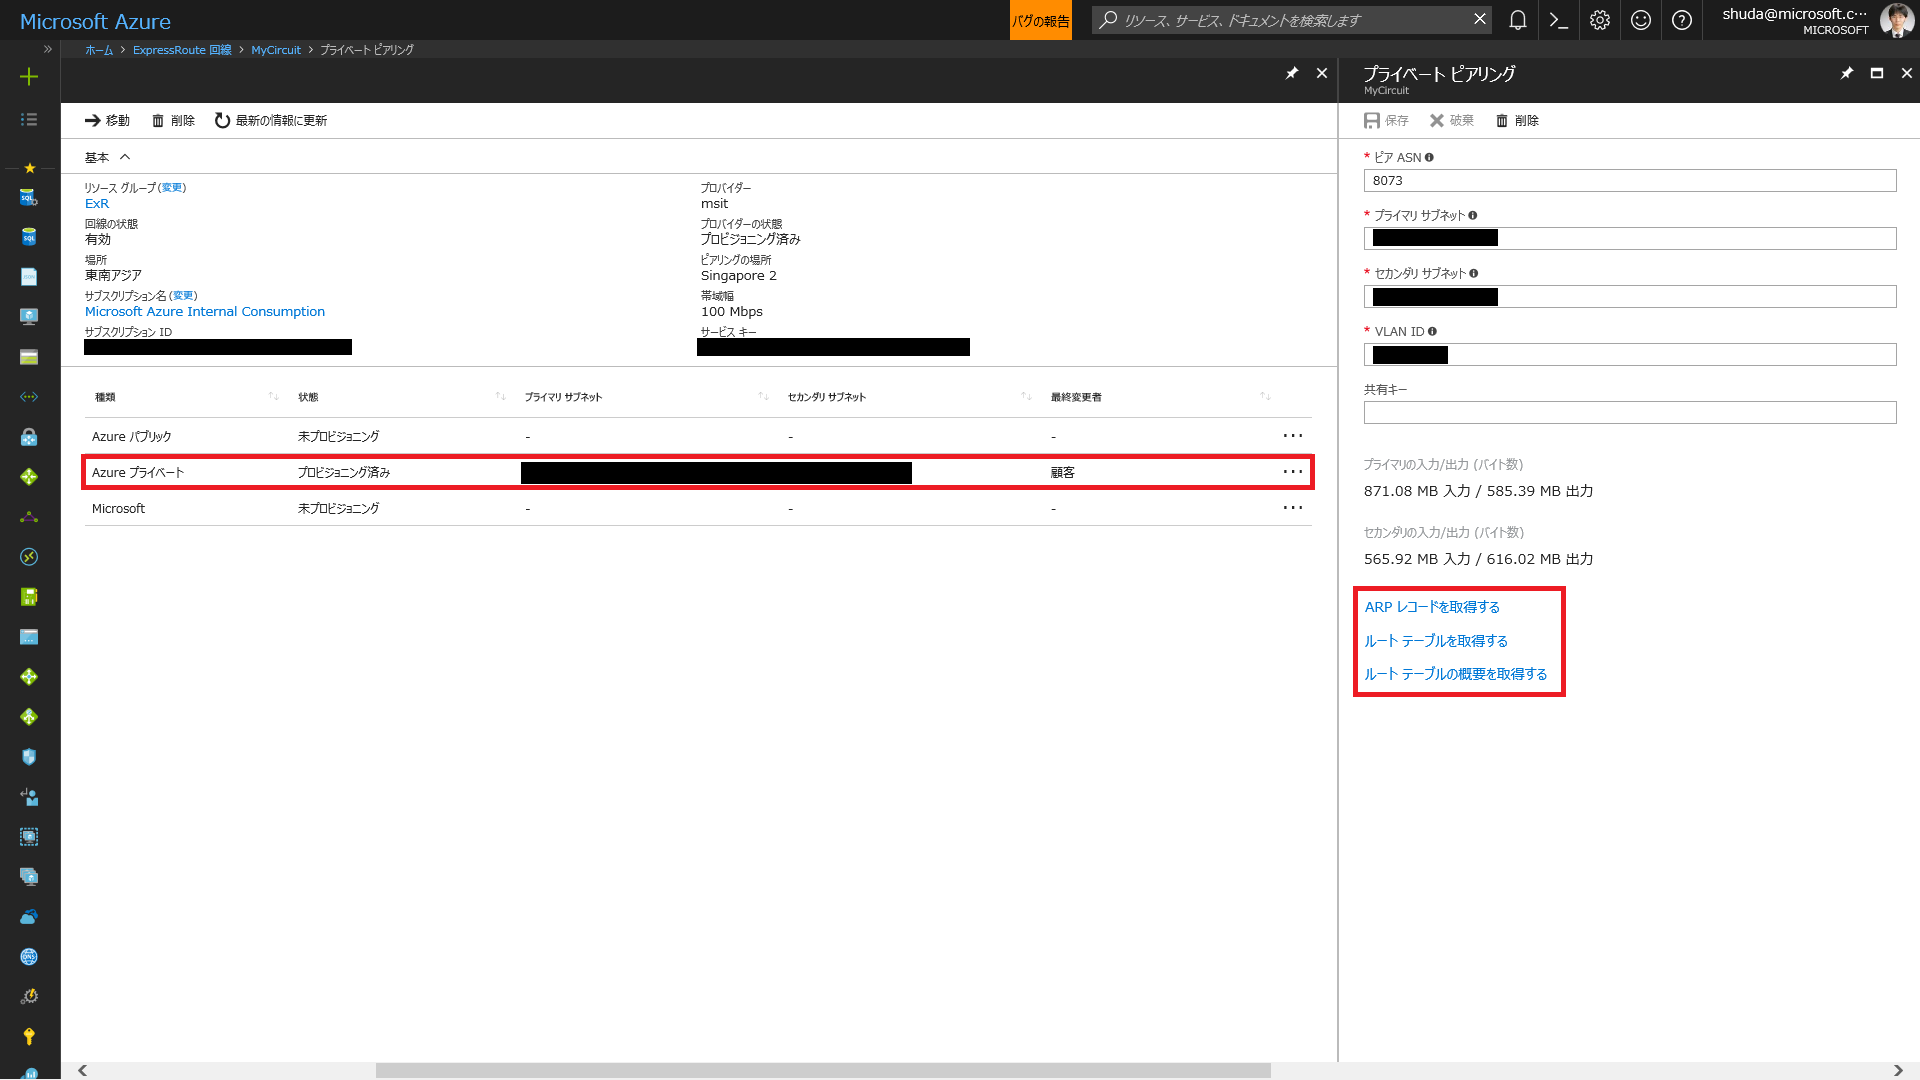 Microsoft Azure
バグの報告
リソース、サービス、ドキュメントを検索します
shuda@microsoft.c...
MICROSOFT
ホーム > ExpressRoute 回線 > MyCircuit > プライベート ピアリング
移動 削除 最新の情報に更新
基本
リソース グループ (変更)
ExR
回線の状態
有効
場所
東南アジア
サブスクリプション名 (変更)
Microsoft Azure Internal Consumption
サブスクリプション ID
プロバイダー
msit
プロバイダーの状態
プロビジョニング済み
ピアリングの場所
Singapore 2
帯域幅
100 Mbps
サービス キー
種類 状態 プライマリ サブネット セカンダリ サブネット 最終変更者
Azure パブリック 未プロビジョニング - - - ...
Azure プライベート プロビジョニング済み 顧客 ...
Microsoft 未プロビジョニング - - - ...
プライベート ピアリング
MyCircuit
保存 破棄 削除
* ピア ASN
8073
* プライマリ サブネット
* セカンダリ サブネット
* VLAN ID
共有キー
プライマリの入力/出力 (バイト数)
871.08 MB 入力 / 585.39 MB 出力
セカンダリの入力/出力 (バイト数)
565.92 MB 入力 / 616.02 MB 出力
ARP レコードを取得する
ルート テーブルを取得する
ルート テーブルの概要を取得する
SQL
SQL
DNS